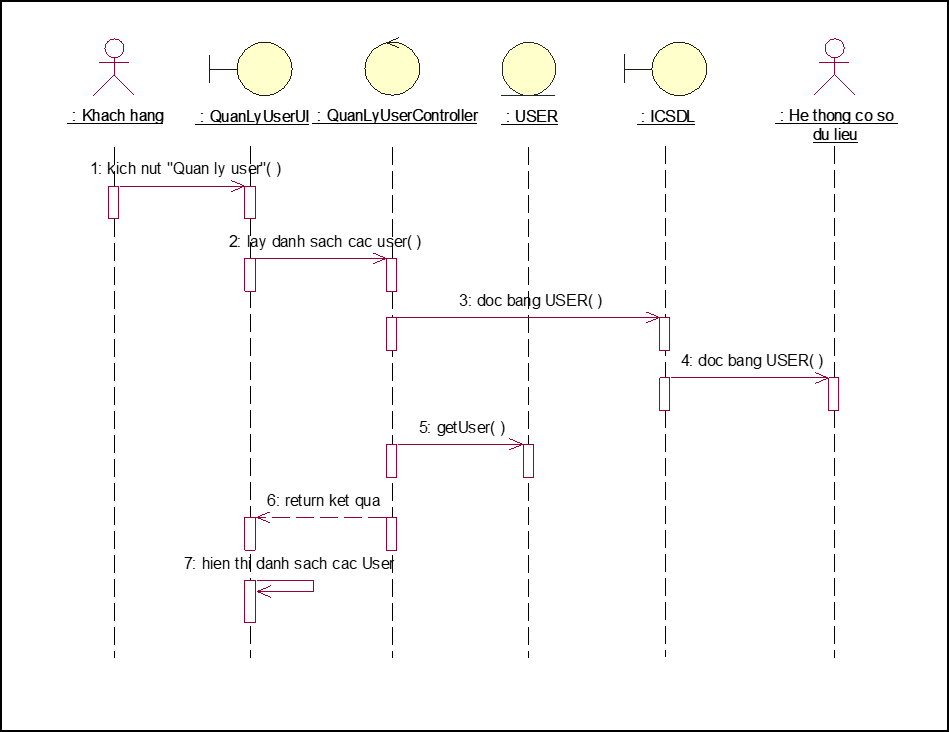 : Khach hang
: QuanLyUserUI
: QuanLyUserController
: USER
: ICSDL
: He thong co so
du lieu
1: kich nut "Quan ly user"( )
2: lay danh sach cac user( )
3: doc bang USER( )
4: doc bang USER( )
5: getUser( )
6: return ket qua
7: hien thi danh sach cac User